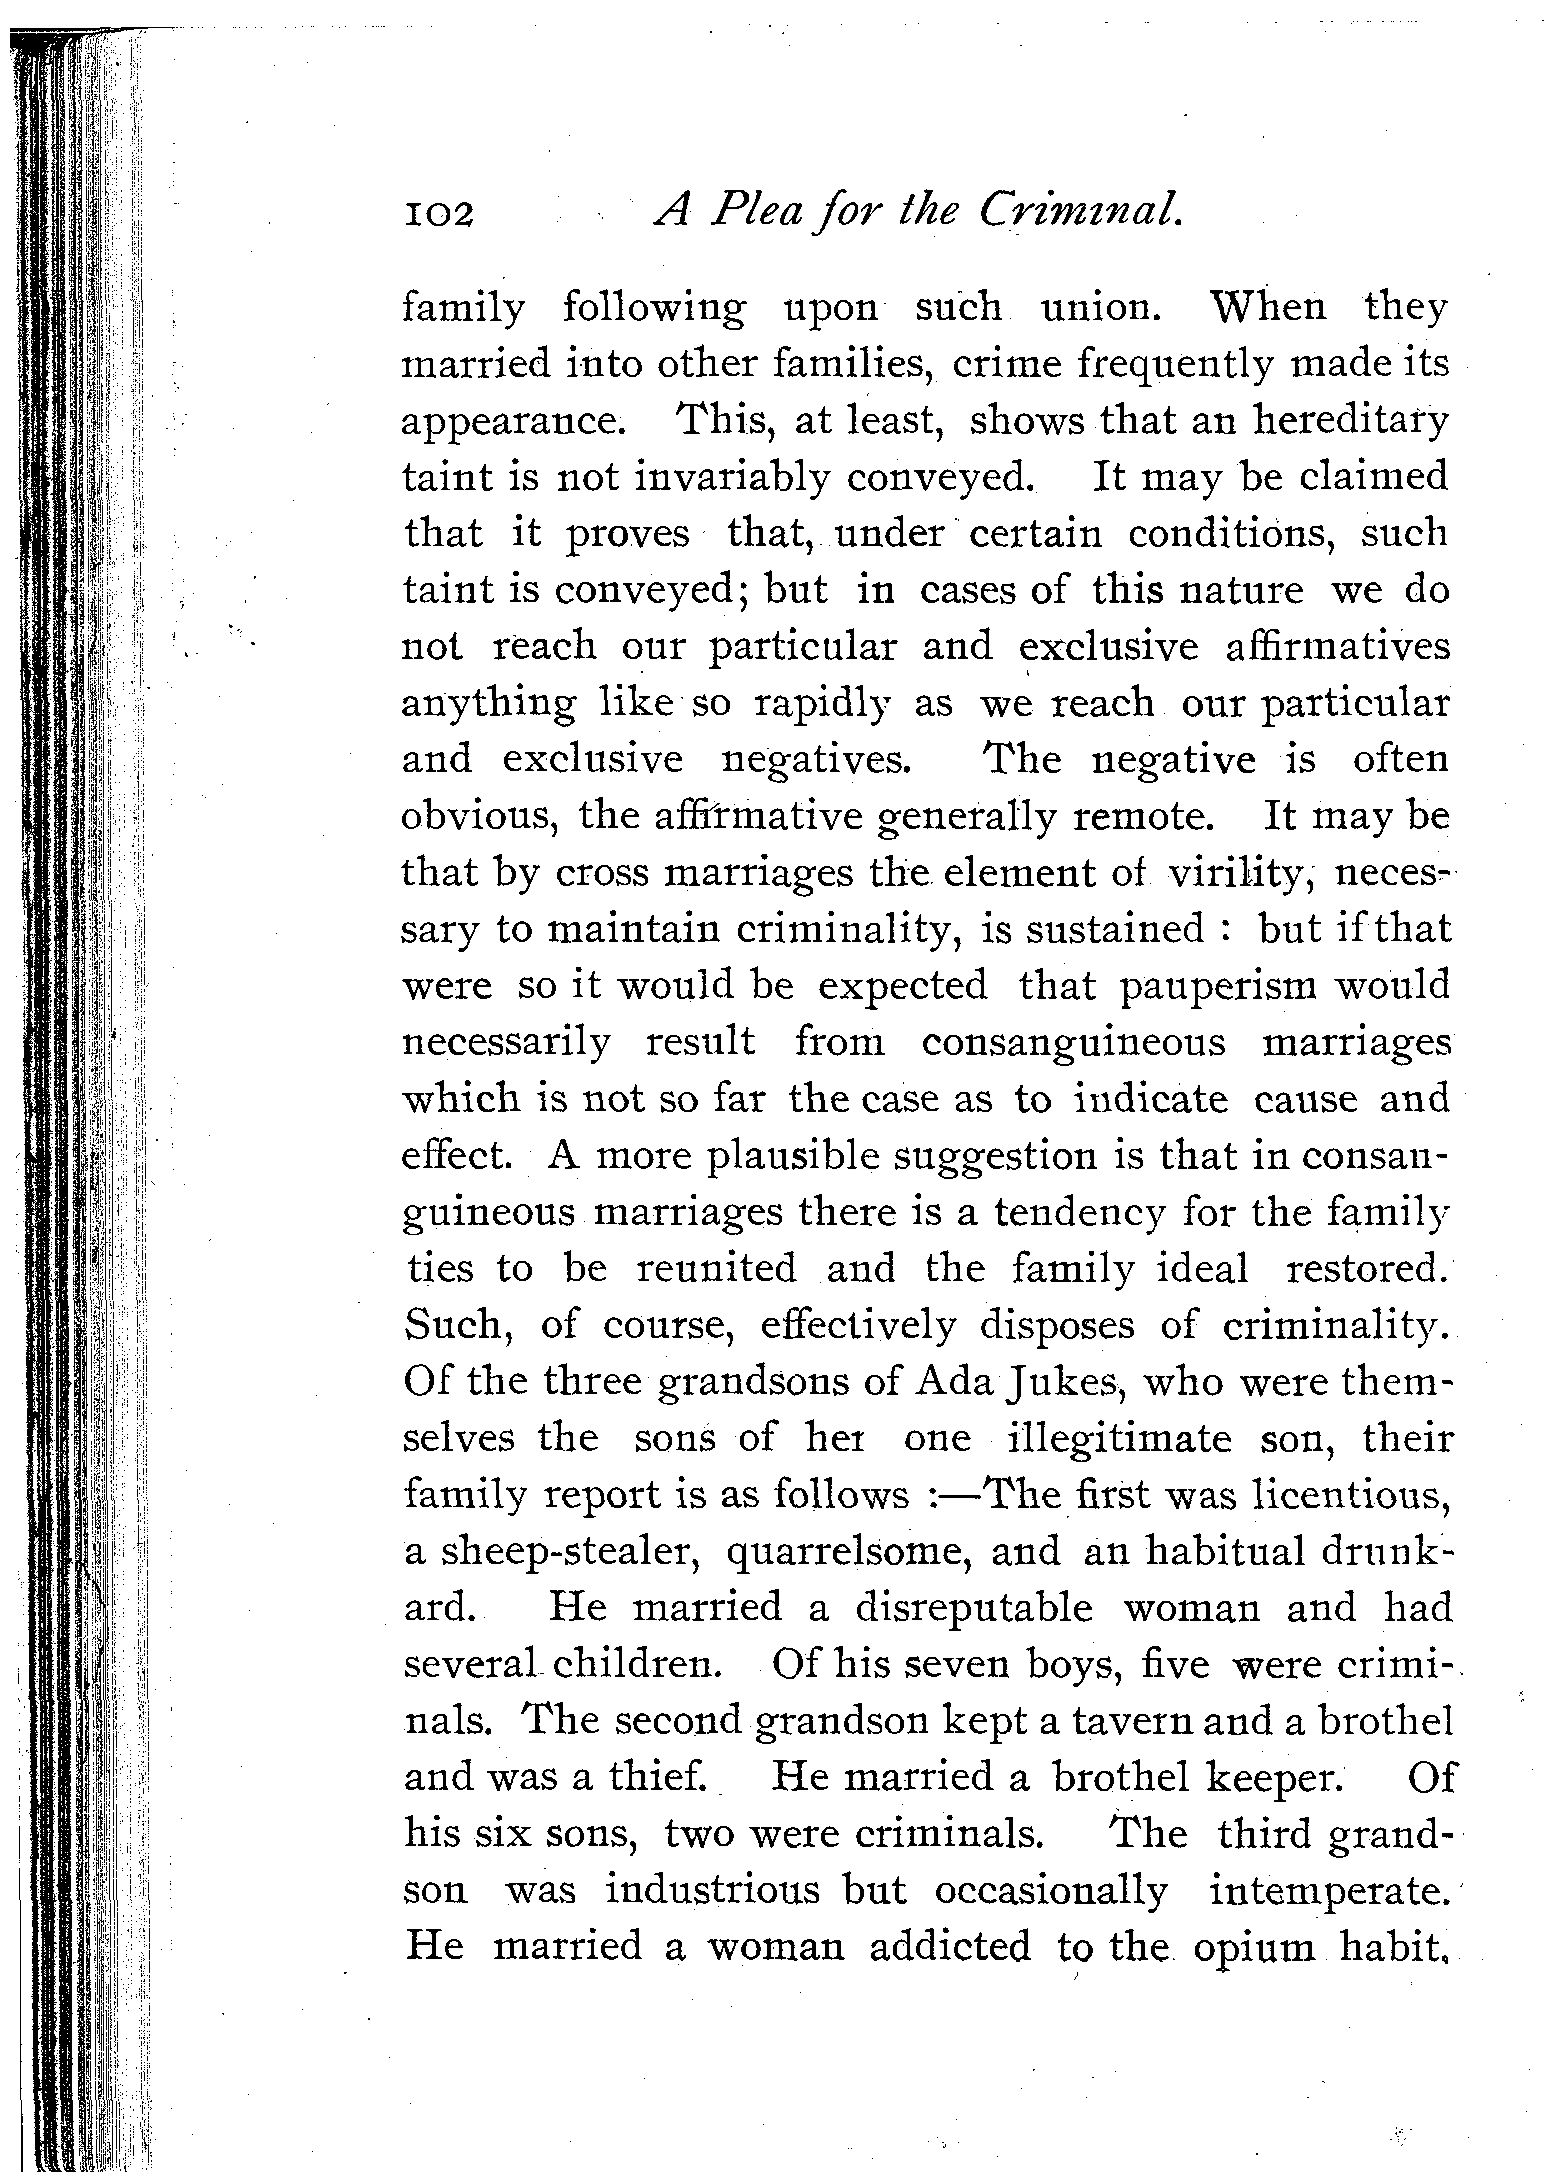 102 A Plea for the Criminal.
family following upon such union. When they
married into other families, crime frequently made its
appearance. This, at least, shows that an hereditary
taint is not invariably conveyed. It may be claimed
that it proves that, under certain conditions, such
taint is conveyed; but in cases of this nature we do
not reach our particular and exclusive affirmatives
anything like so rapidly as we reach our particular
and exclusive negatives. The negative is often
obvious, the affirmative generally remote. It may be
that by cross marriages the element of virility, neces-
sary to maintain criminality, is sustained : but if that
were so it would be expected that pauperism would
necessarily result from consanguineous marriages
which is not so far the case as to indicate cause and
effect. A more plausible suggestion is that in consan-
guineous marriages there is a tendency for the family
ties to be reunited and the family ideal restored.
Such, of course, effectively disposes of criminality.
Of the three grandsons of Ada Jukes, who were them-
selves the sons of her one illegitimate son, their
family report is as follows :—The first was licentious,
a sheep-stealer, quarrelsome, and an habitual drunk-
ard. He married a disreputable woman and had
several children. Of his seven boys, five were crimi-
nals. The second grandson kept a tavern and a brothel
and was a thief. He married a brothel keeper. Of
his six sons, two were criminals. The third grand-
son was industrious but occasionally intemperate.
He married a woman addicted to the opium habit,